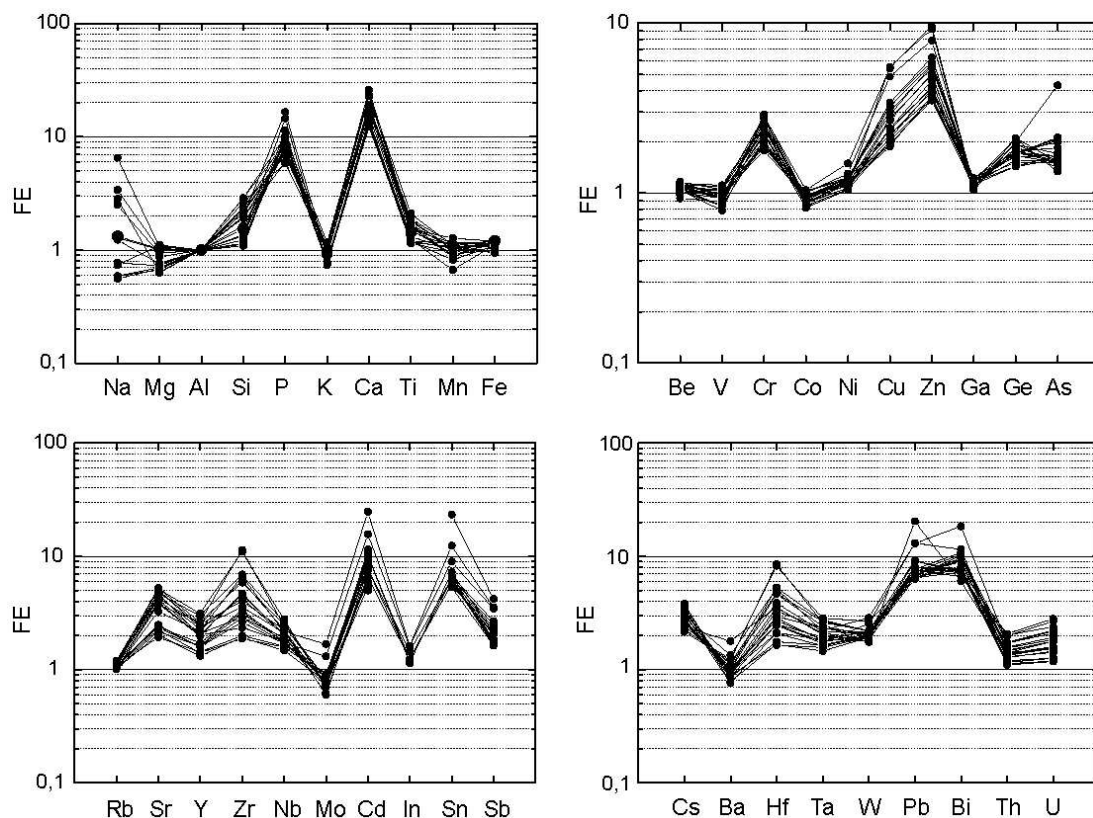 100
10
1
0,1
FE
Na Mg Al Si P K Ca Ti Mn Fe
10
1
0,1
FE
Be V Cr Co Ni Cu Zn Ga Ge As
100
10
1
0,1
FE
Rb Sr Y Zr Nb Mo Cd In Sn Sb
100
10
1
0,1
FE
Cs Ba Hf Ta W Pb Bi Th U